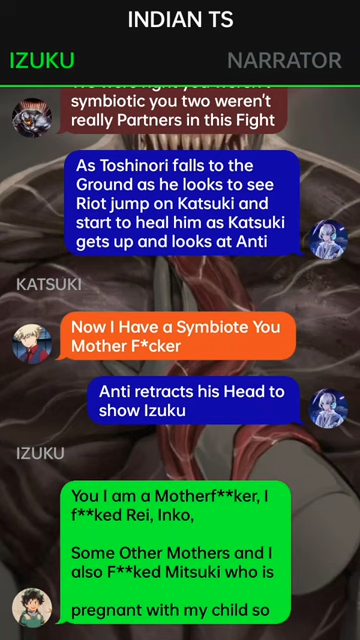 INDIAN TS
IZUKU
NARRATOR
symbiotic you two weren't
really Partners in this Fight
As Toshinori falls to the
Ground as he looks to see
Riot jump on Katsuki and
start to heal him as Katsuki
gets up and looks at Anti
KATSUKI
Now I Have a Symbiote You
Mother F*cker
Anti retracts his Head to
show Izuku
IZUKU
You I am a Motherf**ker, I
f**ked Rei, Inko,
Some Other Mothers and I
also F**ked Mitsuki who is
pregnant with my child so